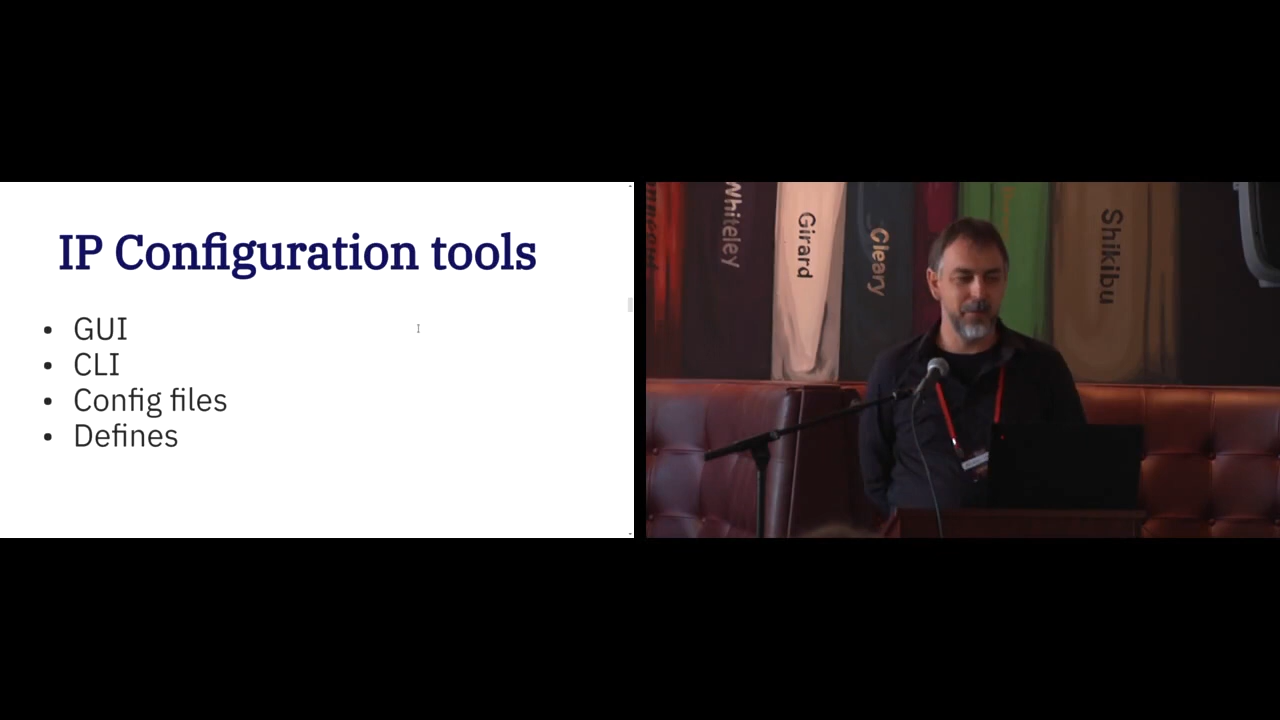 IP Configuration tools
• GUI
• CLI
• Config files
• Defines
Whiteley
Girard
Cleary
Shikibu